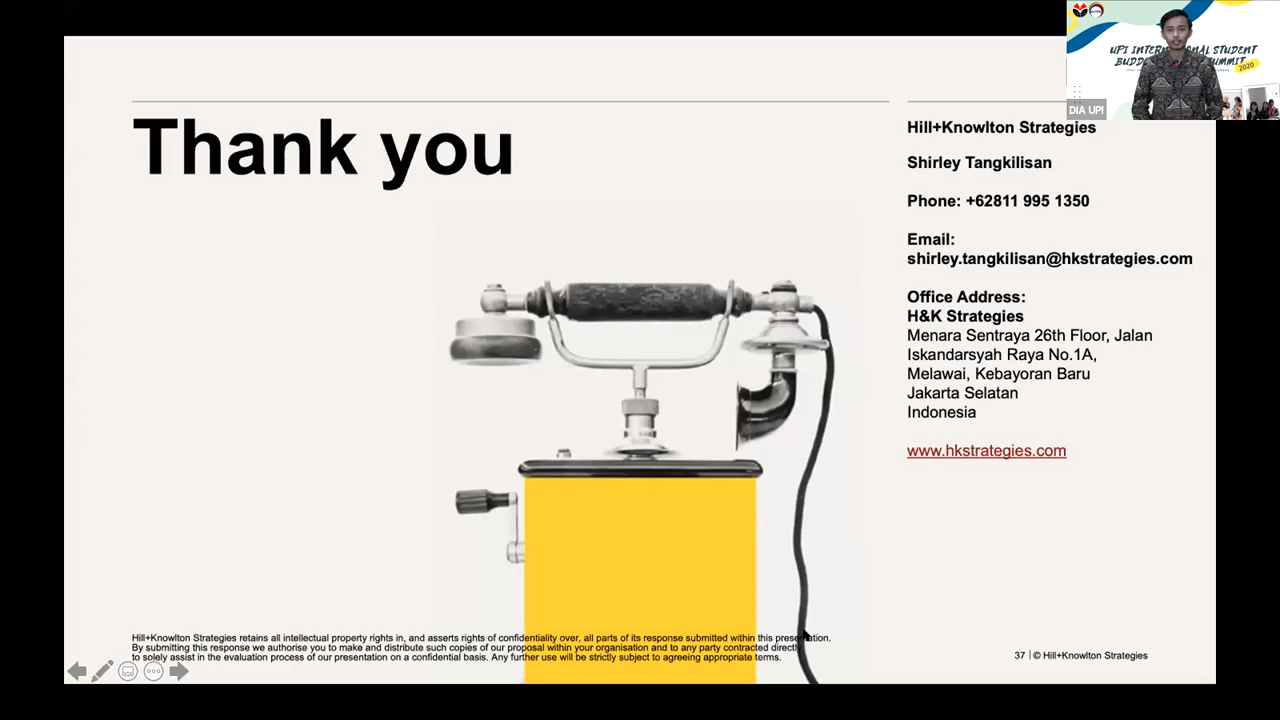 Thank you
Hill+Knowlton Strategies
Shirley Tangkilisan
Phone: +62811 995 1350
Email:
shirley.tangkilisan@hkstrategies.com
Office Address:
H&K Strategies
Menara Sentraya 26th Floor, Jalan
Iskandarsyah Raya No.1A,
Melawai, Kebayoran Baru
Jakarta Selatan
Indonesia
www.hkstrategies.com
Hill+Knowlton Strategies retains all intellectual property rights in, and asserts rights of confidentiality over, all parts of its response submitted within this presentation.
By submitting this response we authorise you to make and distribute such copies of our proposal within your organisation and to any party contracted directly
to solely assist in the evaluation process of our presentation on a confidential basis. Any further use will be strictly subject to agreeing appropriate terms.
37 | © Hill+Knowlton Strategies
UPI STUDENT
SUMMIT
2020
DIA UPI